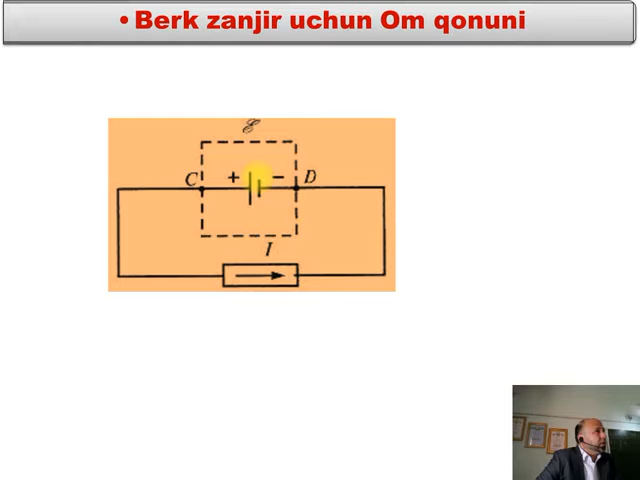 • Berk zanjir uchun Om qonuni
ℰ
C + − D
I